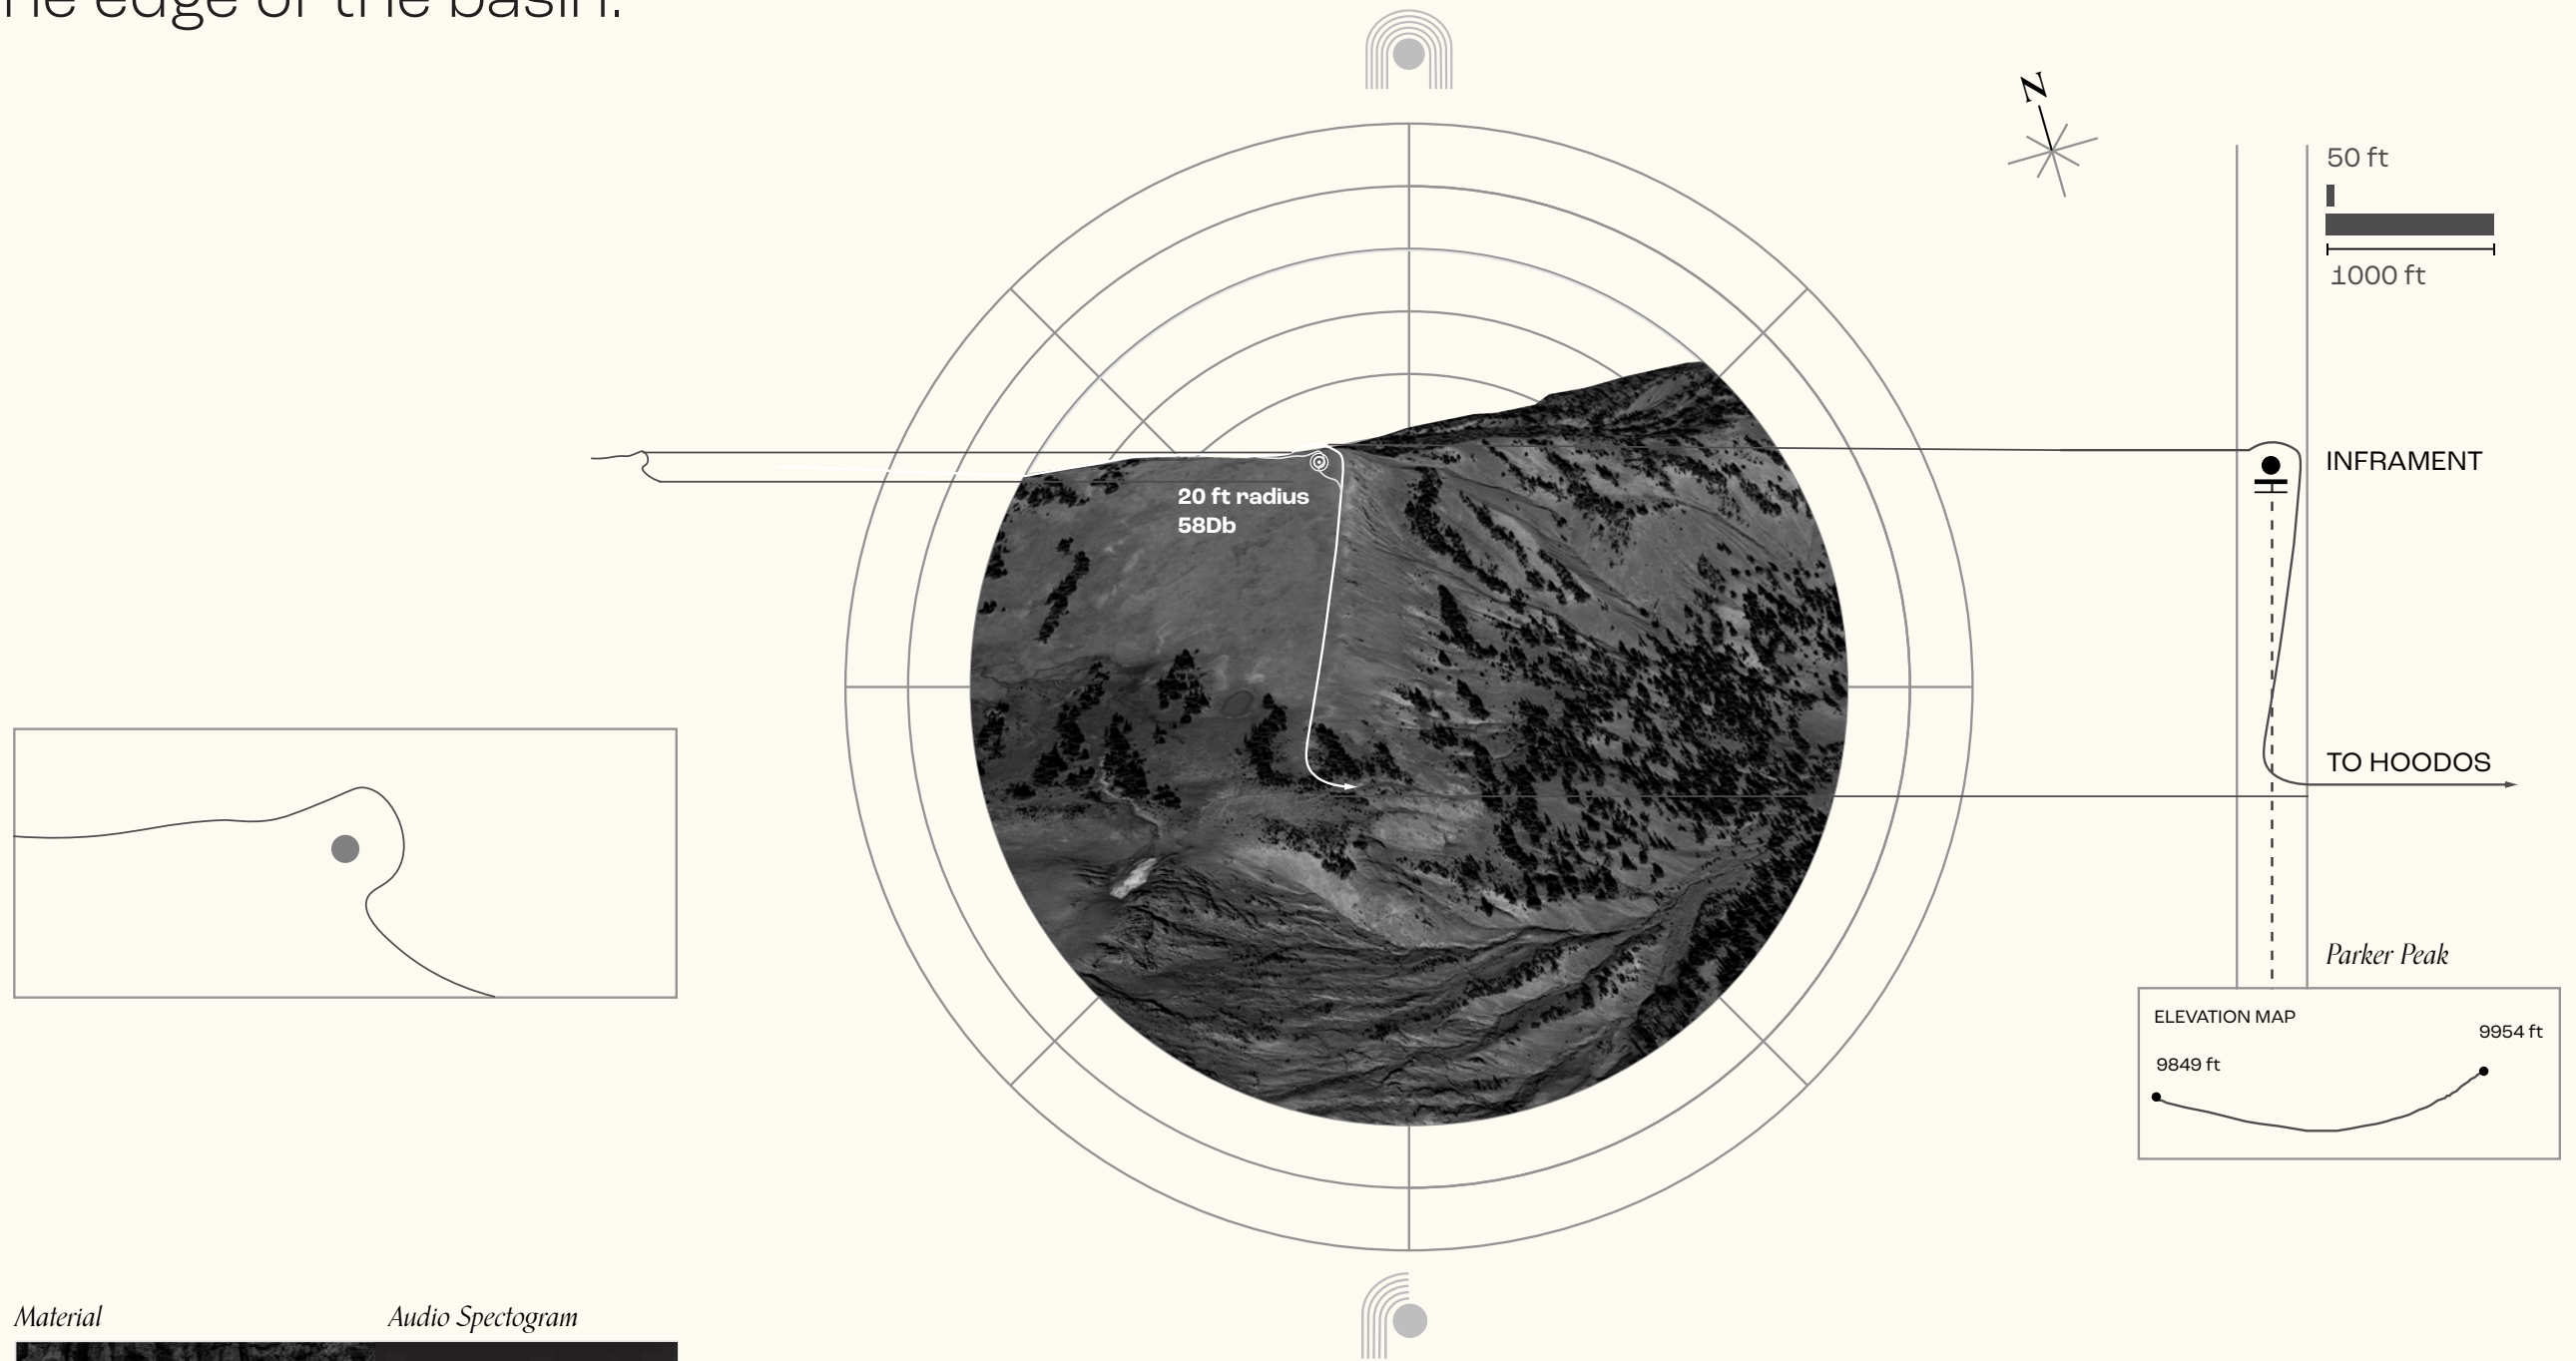 he edge of the basin.
N
50 ft
1000 ft
INFRAMENT
20 ft radius
58Db
TO HOODOS
Parker Peak
ELEVATION MAP
9954 ft
9849 ft
Material
Audio Spectogram